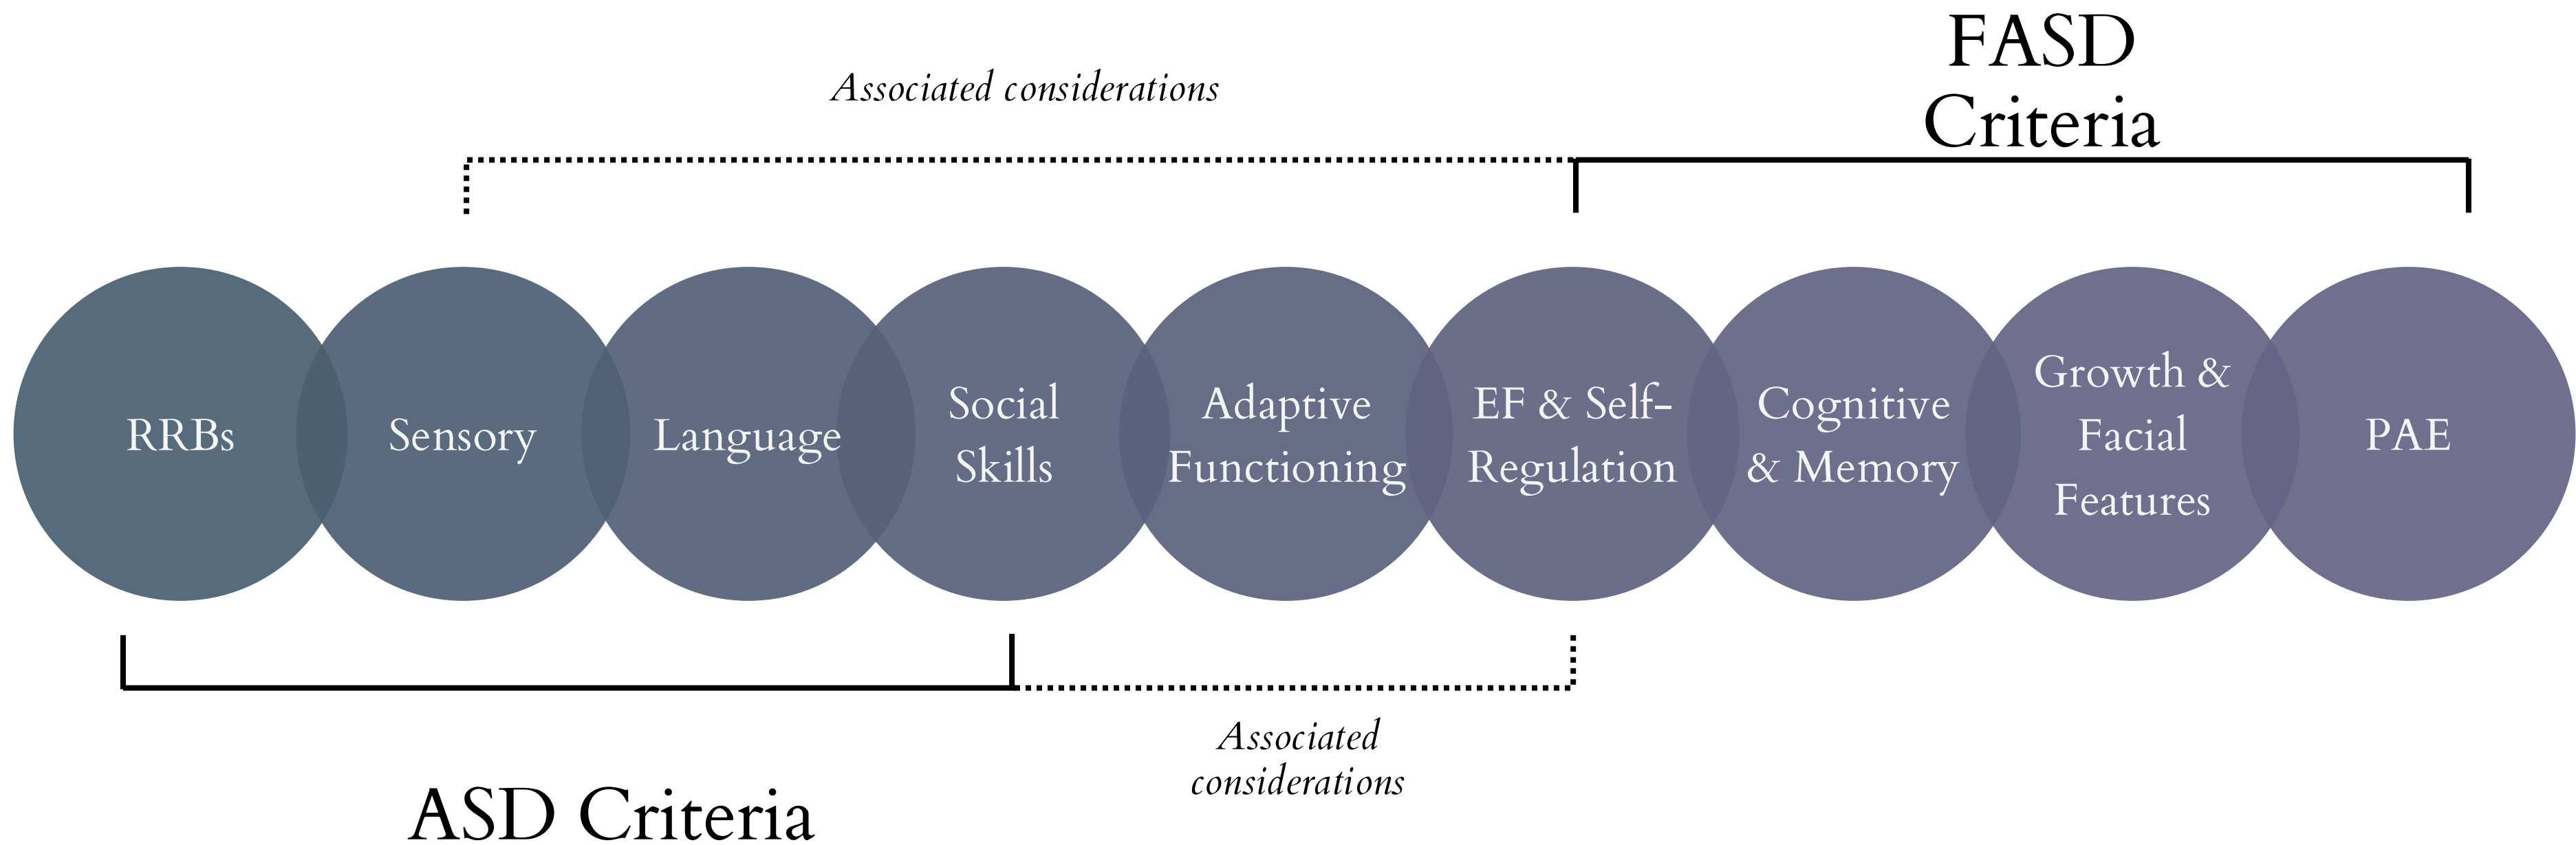 FASD
Criteria
Associated considerations
RRBs
Sensory
Language
Social
Skills
Adaptive
Functioning
EF & Self-
Regulation
Cognitive
& Memory
Growth &
Facial
Features
PAE
Associated
considerations
ASD Criteria